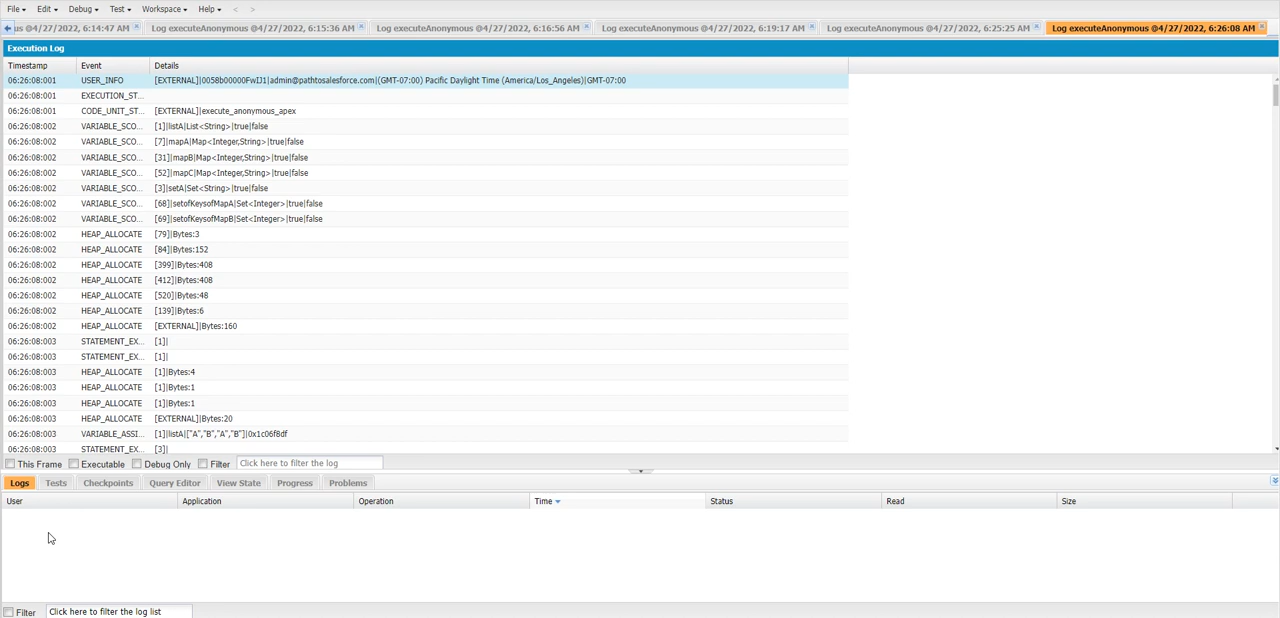 File Edit Debug Test Workspace Help < >
us @4/27/2022, 6:14:47 AM Log executeAnonymous @4/27/2022, 6:15:36 AM Log executeAnonymous @4/27/2022, 6:16:56 AM Log executeAnonymous @4/27/2022, 6:19:17 AM Log executeAnonymous @4/27/2022, 6:25:25 AM Log executeAnonymous @4/27/2022, 6:26:08 AM
Execution Log
Timestamp Event Details
06:26:08:001 USER_INFO [EXTERNAL]|0058b00000FwIJ1|admin@pathtosalesforce.com|(GMT-07:00) Pacific Daylight Time (America/Los_Angeles)|GMT-07:00
06:26:08:001 EXECUTION_ST...
06:26:08:001 CODE_UNIT_ST... [EXTERNAL]|execute_anonymous_apex
06:26:08:002 VARIABLE_SCO... [1]|listA|List<String>|true|false
06:26:08:002 VARIABLE_SCO... [7]|mapA|Map<Integer,String>|true|false
06:26:08:002 VARIABLE_SCO... [31]|mapB|Map<Integer,String>|true|false
06:26:08:002 VARIABLE_SCO... [52]|mapC|Map<Integer,String>|true|false
06:26:08:002 VARIABLE_SCO... [3]|setA|Set<String>|true|false
06:26:08:002 VARIABLE_SCO... [68]|setofKeysofMapA|Set<Integer>|true|false
06:26:08:002 VARIABLE_SCO... [69]|setofKeysofMapB|Set<Integer>|true|false
06:26:08:002 HEAP_ALLOCATE [79]|Bytes:3
06:26:08:002 HEAP_ALLOCATE [84]|Bytes:152
06:26:08:002 HEAP_ALLOCATE [399]|Bytes:408
06:26:08:002 HEAP_ALLOCATE [412]|Bytes:408
06:26:08:002 HEAP_ALLOCATE [520]|Bytes:48
06:26:08:002 HEAP_ALLOCATE [139]|Bytes:6
06:26:08:002 HEAP_ALLOCATE [EXTERNAL]|Bytes:160
06:26:08:003 STATEMENT_EX... [1]|
06:26:08:003 STATEMENT_EX... [1]|
06:26:08:003 HEAP_ALLOCATE [1]|Bytes:4
06:26:08:003 HEAP_ALLOCATE [1]|Bytes:1
06:26:08:003 HEAP_ALLOCATE [1]|Bytes:1
06:26:08:003 HEAP_ALLOCATE [EXTERNAL]|Bytes:20
06:26:08:003 VARIABLE_ASSI... [1]|listA|["A","B","A","B"]|0x1c06f8df
06:26:08:003 STATEMENT_EX... [3]|
This Frame Executable Debug Only Filter Click here to filter the log
Logs Tests Checkpoints Query Editor View State Progress Problems
User Application Operation Time Status Read Size
Filter Click here to filter the log list